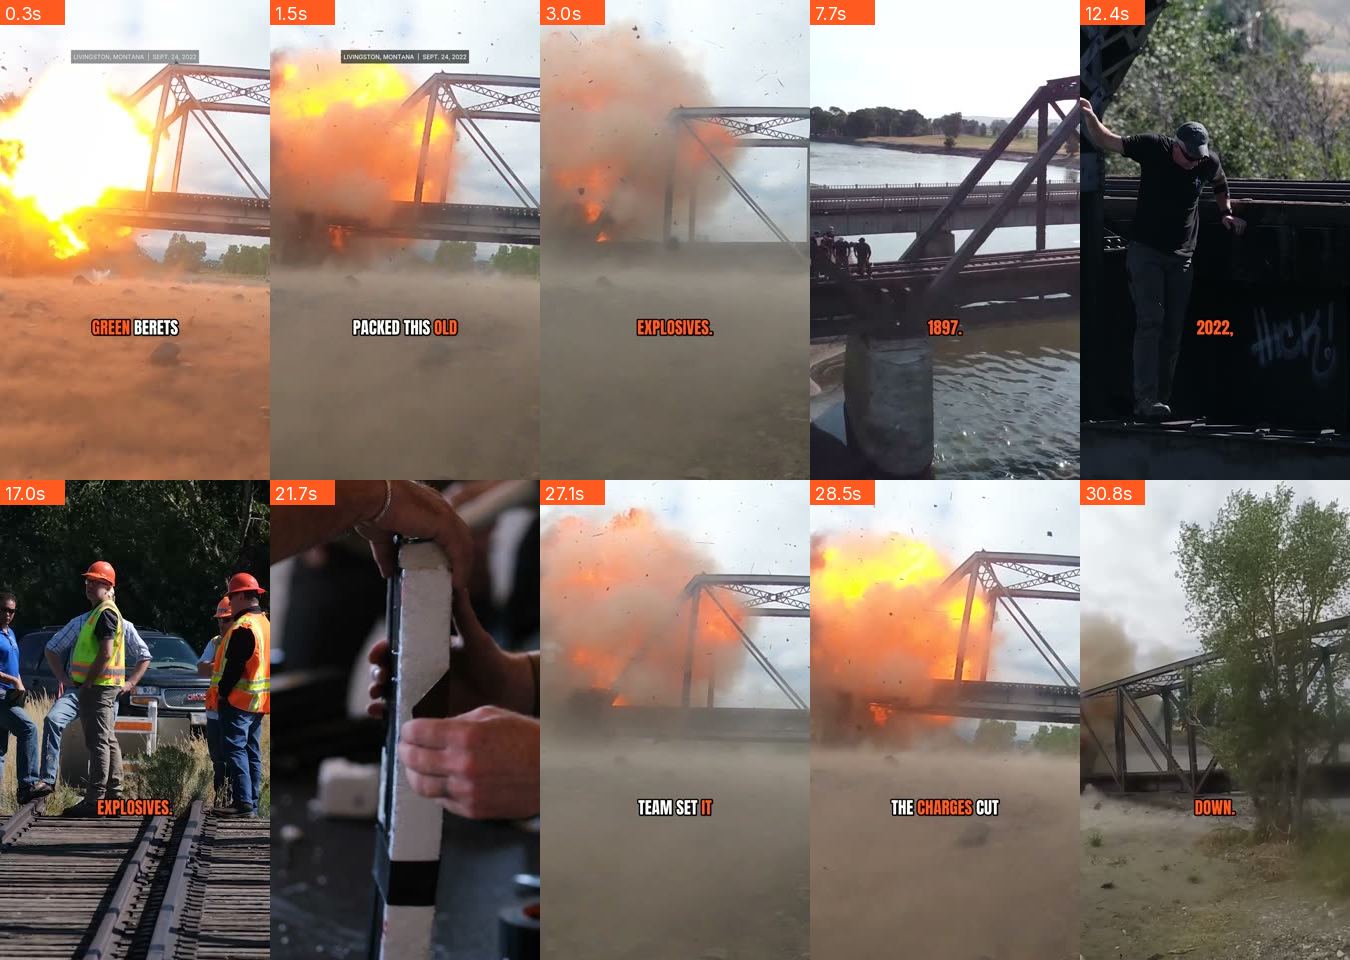 0.3s
LIVINGSTON, MONTANA | SEPT. 24, 2022
GREEN BERETS
1.5s
LIVINGSTON, MONTANA | SEPT. 24, 2022
PACKED THIS OLD
3.0s
EXPLOSIVES.
7.7s
1897.
12.4s
2022,
HICK!
17.0s
EXPLOSIVES.
21.7s
27.1s
TEAM SET IT
28.5s
THE CHARGES CUT
30.8s
DOWN.